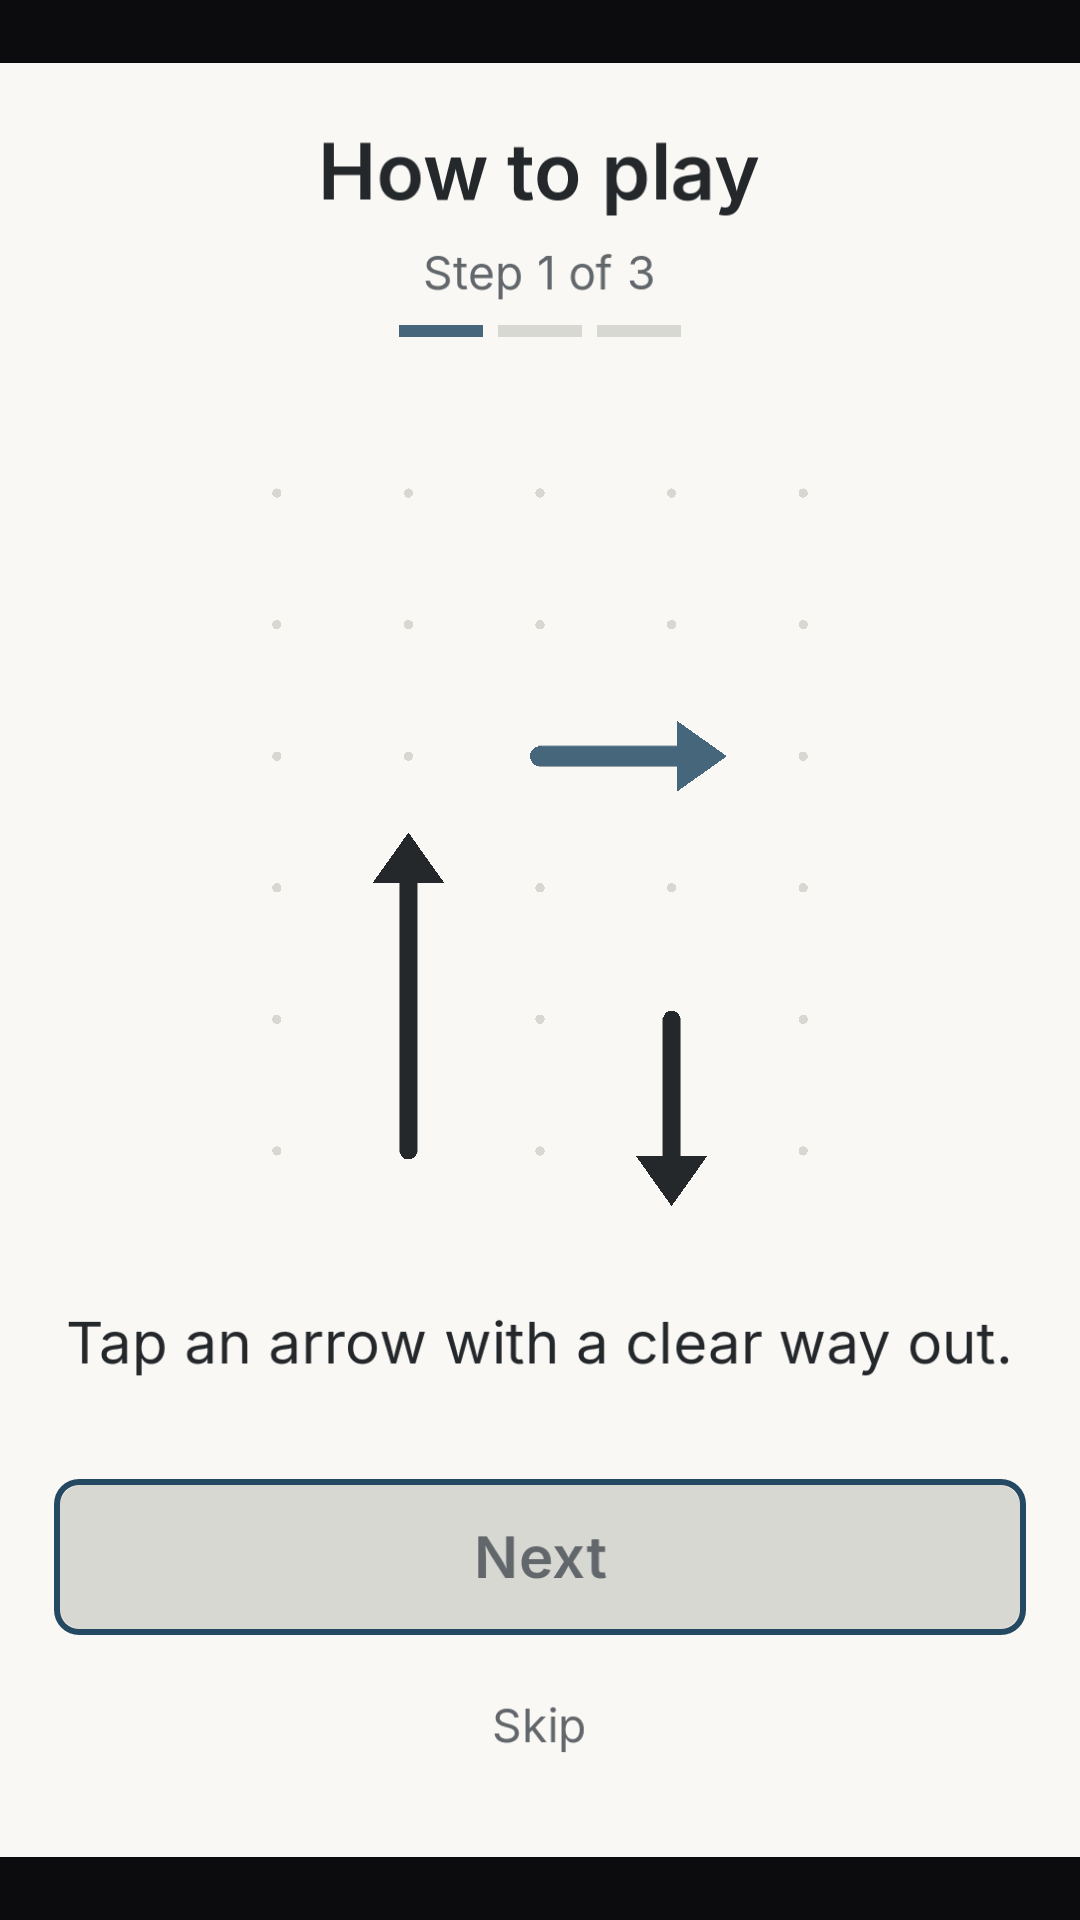 How to play
Step 1 of 3
Tap an arrow with a clear way out.
Next
Skip